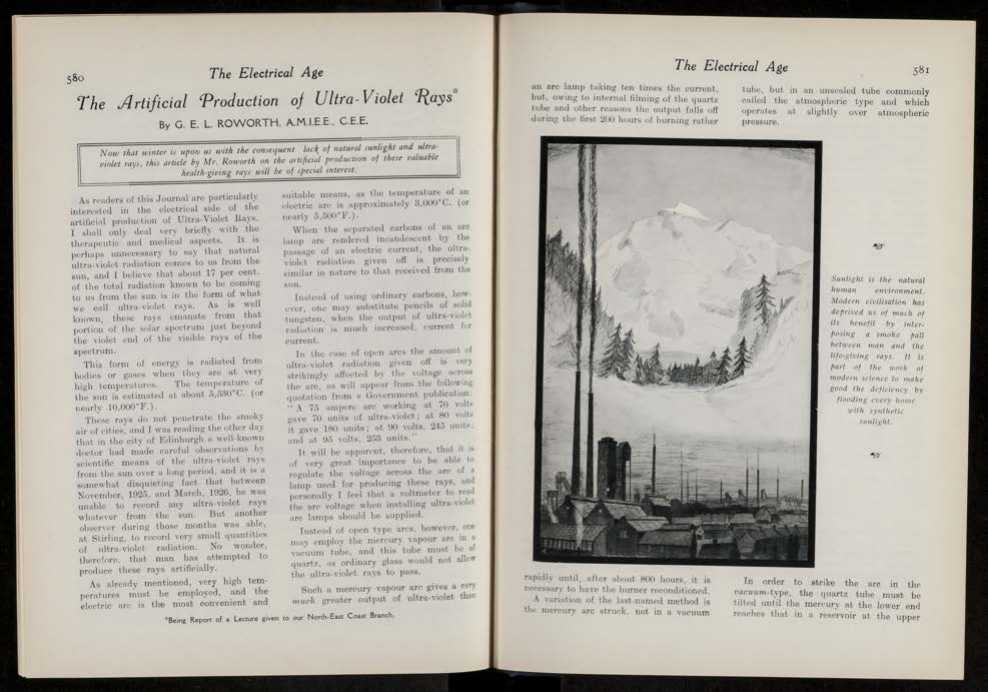 580
The Electrical Age
The Artificial Production of Ultra-Violet Rays*
By G. E. L. ROWORTH, A.M.I.E.E., C.E.E.
Now that winter is upon us with the consequent lack of natural sunlight and ultra-
violet rays, this article by Mr. Roworth on the artificial production of these valuable
health-giving rays will be of special interest.
As readers of this Journal are particularly
interested in the electrical side of the
artificial production of Ultra-Violet Rays,
I shall only deal very briefly with the
therapeutic and medical aspects. It is
perhaps unnecessary to say that natural
ultra-violet radiation comes to us from the
sun, and I believe that about 17 per cent.
of the total radiation known to be coming
to us from the sun is in the form of what
we call ultra-violet rays. As is well
known, these rays emanate from that
portion of the solar spectrum just beyond
the violet end of the visible rays of the
spectrum.
This form of energy is radiated from
bodies or gases when they are at very
high temperatures. The temperature of
the sun is estimated at about 5,530°C. (or
nearly 10,000°F.).
These rays do not penetrate the smoky
air of cities, and I was reading the other day
that in the city of Edinburgh a well-known
doctor had made careful observations by
scientific means of the ultra-violet rays
from the sun over a long period, and it is a
somewhat disquieting fact that between
November, 1925, and March, 1926, he was
unable to record any ultra-violet rays
whatever from the sun. But another
observer during those months was able,
at Stirling, to record very small quantities
of ultra-violet radiation. No wonder,
therefore, that man has attempted to
produce these rays artificially.
As already mentioned, very high tem-
peratures must be employed, and the
electric arc is the most convenient and
suitable means, as the temperature of an
electric arc is approximately 3,000°C. (or
nearly 5,500°F.).
When the separated carbons of an arc
lamp are rendered incandescent by the
passage of an electric current, the ultra-
violet radiation given off is precisely
similar in nature to that received from the
sun.
Instead of using ordinary carbons, how-
ever, one may substitute pencils of solid
tungsten, when the output of ultra-violet
radiation is much increased, current for
current.
In the case of open arcs the amount of
ultra-violet radiation given off is very
strikingly affected by the voltage across
the arc, as will appear from the following
quotation from a Government publication:
"A 75 ampere arc working at 70 volts
gave 70 units of ultra-violet; at 80 volts
it gave 180 units; at 90 volts, 245 units;
and at 95 volts, 253 units."
It will be apparent, therefore, that it is
of very great importance to be able to
regulate the voltage across the arc of a
lamp used for producing these rays, and
personally I feel that a voltmeter to read
the arc voltage when installing ultra-violet
arc lamps should be supplied.
Instead of open type arcs, however, one
may employ the mercury vapour arc in a
vacuum tube, and this tube must be of
quartz, as ordinary glass would not allow
the ultra-violet rays to pass.
Such a mercury vapour arc gives a very
much greater output of ultra-violet than
*Being Report of a Lecture given to our North-East Coast Branch.
The Electrical Age
581
an arc lamp taking ten times the current,
but, owing to internal filming of the quartz
tube and other reasons the output falls off
during the first 200 hours of burning rather
tube, but in an unsealed tube commonly
called the atmospheric type and which
operates at slightly over atmospheric
pressure.
Sunlight is the natural
human environment.
Modern civilisation has
deprived us of much of
its benefit by inter-
posing a smoke pall
between man and the
life-giving rays. It is
part of the work of
modern science to make
good the deficiency by
flooding every home
with synthetic
sunlight.
rapidly until, after about 800 hours, it is
necessary to have the burner reconditioned.
A variation of the last-named method is
the mercury arc struck, not in a vacuum
In order to strike the arc in the
vacuum-type, the quartz tube must be
tilted until the mercury at the lower end
reaches that in a reservoir at the upper